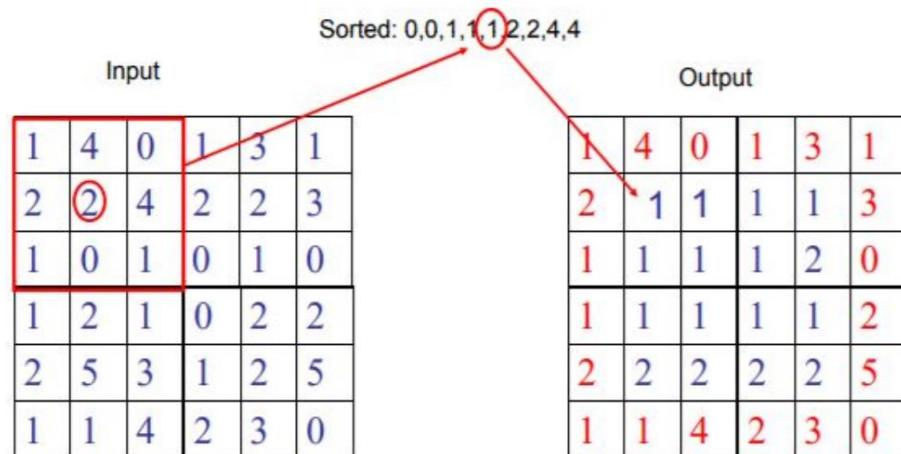 Sorted: 0,0,1,1,1,2,2,4,4
Input
Output
1 4 0 1 3 1
2 2 4 2 2 3
1 0 1 0 1 0
1 2 1 0 2 2
2 5 3 1 2 5
1 1 4 2 3 0
1 4 0 1 3 1
2 1 1 1 1 3
1 1 1 1 2 0
1 1 1 1 1 2
2 2 2 2 2 5
1 1 4 2 3 0